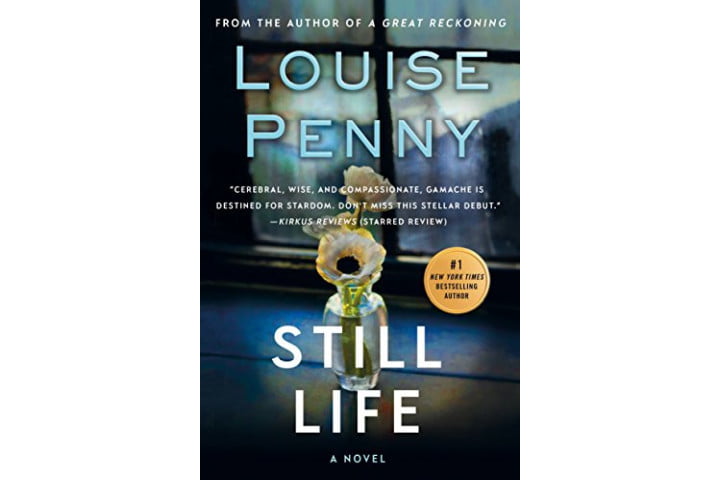 FROM THE AUTHOR OF A GREAT RECKONING
LOUISE
PENNY
"CEREBRAL, WISE, AND COMPASSIONATE, GAMACHE IS
DESTINED FOR STARDOM. DON'T MISS THIS STELLAR DEBUT."
—KIRKUS REVIEWS (STARRED REVIEW)
#1
NEW YORK TIMES
BESTSELLING
AUTHOR
STILL
LIFE
A NOVEL